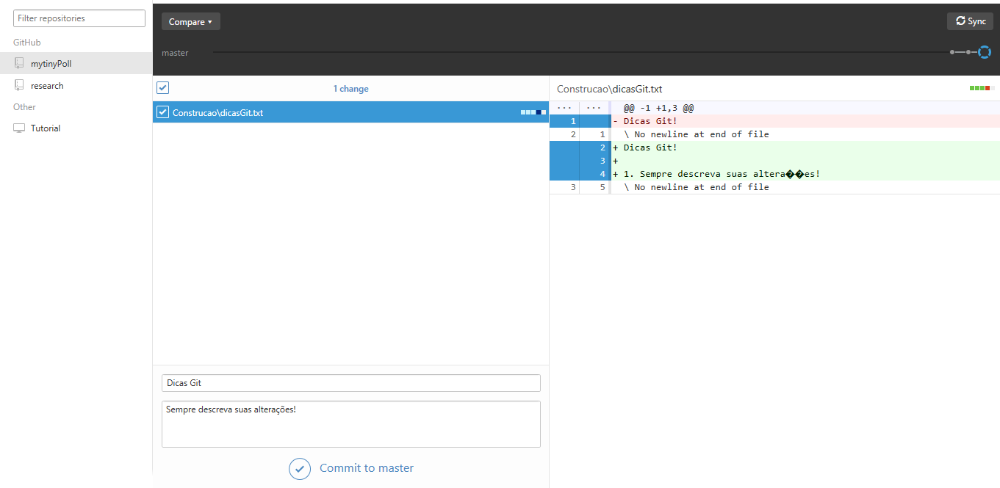 Filter repositories
GitHub
mytinyPoll
research
Other
Tutorial
Compare ▾
Sync
master
1 change
Construcao\dicasGit.txt
Dicas Git
Sempre descreva suas alterações!
Commit to master
Construcao\dicasGit.txt
... ... @@ -1 +1,3 @@
1 - Dicas Git!
2 1 \ No newline at end of file
2 + Dicas Git!
3 +
4 + 1. Sempre descreva suas altera��es!
3 5 \ No newline at end of file